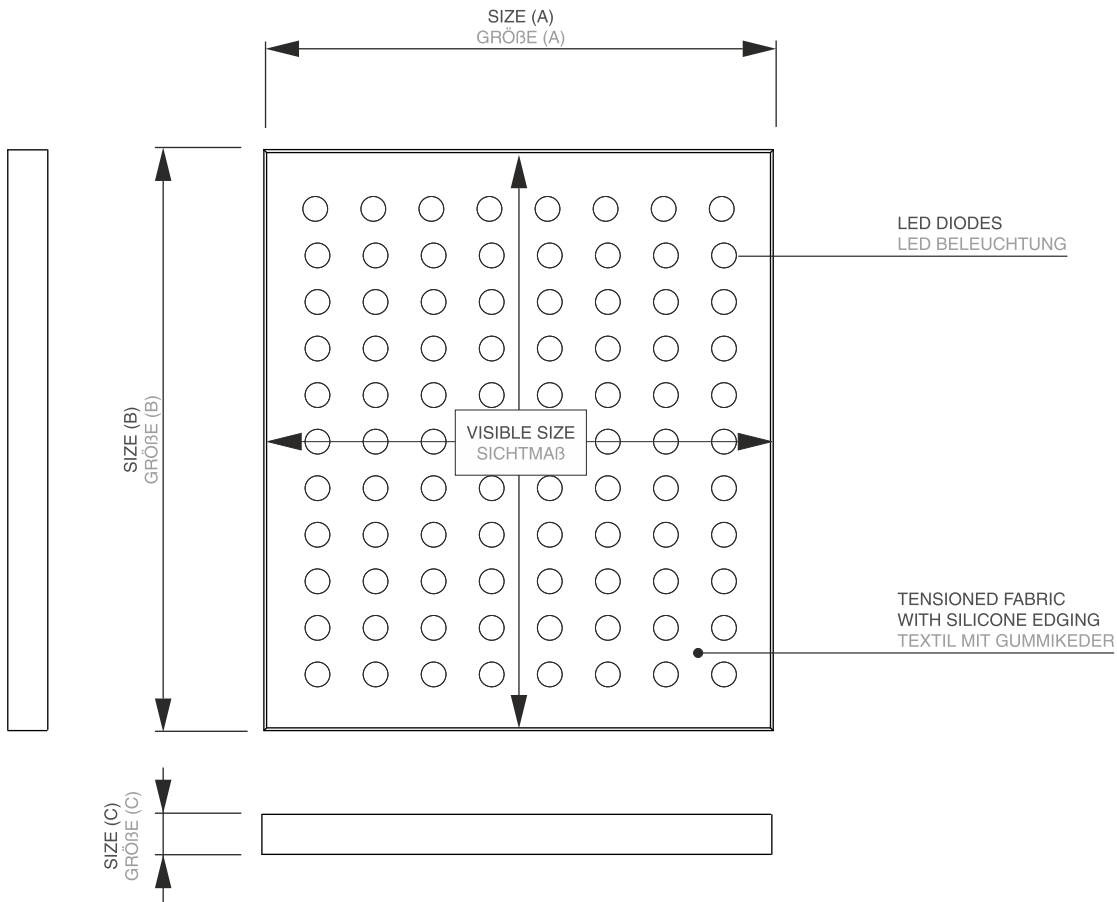 SIZE (A)
GRÖßE (A)
LED DIODES
LED BELEUCHTUNG
SIZE (B)
GRÖßE (B)
VISIBLE SIZE
SICHTMAß
TENSIONED FABRIC
WITH SILICONE EDGING
TEXTIL MIT GUMMIKEDER
SIZE (C)
GRÖßE (C)